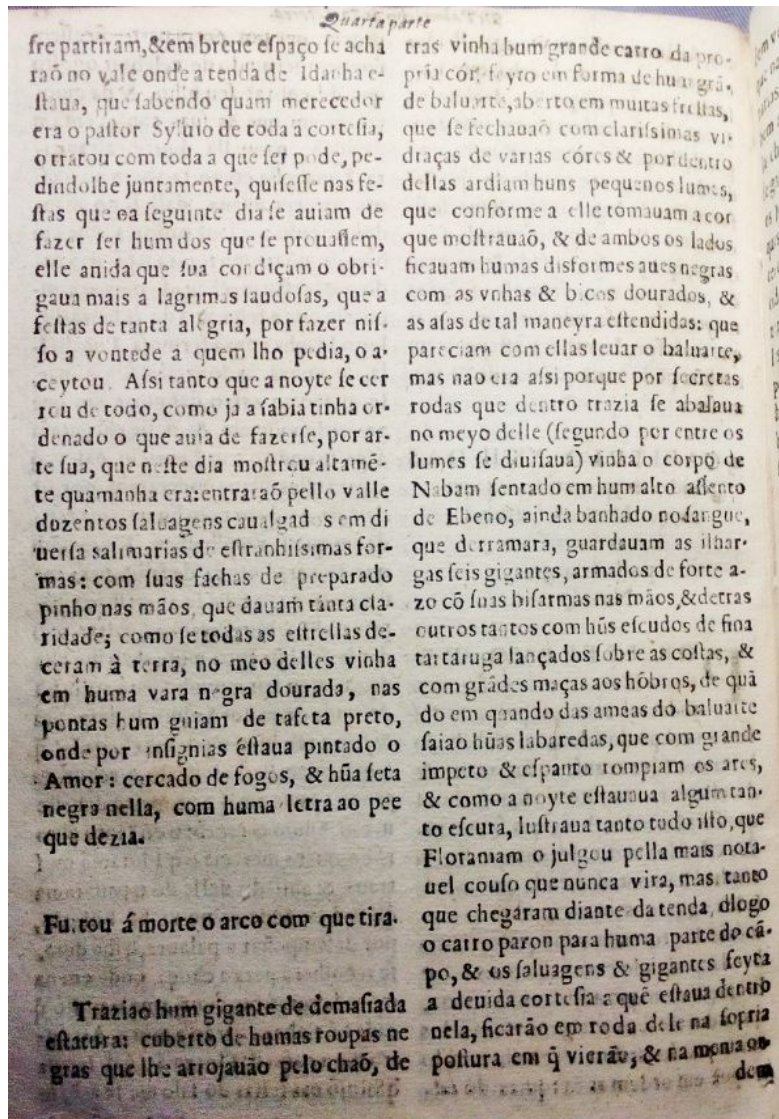 Quarta parte
fre partiram, & em breue eſpaço ſe acha
raõ no vale onde a tenda de Idanha e-
ſtaua, que ſabendo quam merecedor
era o paſtor Syluio de toda a corteſia,
o tratou com toda a que ſer pode, pe-
dindolhe juntamente, quiſeſſe nas fe-
ſtas que ea ſeguinte dia ſe auiam de
fazer ſer hum dos que ſe prouaſſem,
elle anida que ſua condiçam o obri-
gaua mais a lagrimas ſaudoſas, que a
feſtas de tanta alegria, por fazer niſ-
ſo a vontede a quem lho pedia, o a-
ceytou. Aſsi tanto que a noyte ſe cer
rou de todo, como ja a ſabia tinha or-
denado o que auia de fazerſe, por ar-
te ſua, que neſte dia moſtrou altamẽ-
te quamanha era: entraraõ pello valle
duzentos ſaluagens caualgad s em di
uerſa ſalimarias de eſtranhiſsimas for-
mas: com ſuas fachas de preparado
pinho nas mãos, que dauam tanta cla-
ridade; como ſe todas as eſtrellas de-
ceram à terra, no meo delles vinha
em huma vara negra dourada, nas
pontas hum guiam de tafeta preto,
onde por inſignias eſtaua pintado o
Amor: cercado de fogos, & hũa ſeta
negra nella, com huma letra ao pee
que dezia.
Furtou á morte o arco com que tira.
Traziao hum gigante de demaſiada
eſtatura: cuberto de humas roupas ne
gras que lhe arrojauão pelo chaõ, de
tras vinha hum grande carro da pro-
pria côr, feyto em forma de hum grã-
de baluarte, aberto em muitas freſtas,
que ſe fechauaõ com clariſsimas vi-
draças de varias córes & por dentro
dellas ardiam huns pequenos lumes,
que conforme a elle tomauam a cor
que moſtrauaõ, & de ambos os lados
ficauam humas disformes aues negras
com as vnhas & bicos dourados, &
as aſas de tal maneyra eſtendidas: que
pareciam com ellas leuar o baluarte,
mas nao era aſsi porque por ſecretas
rodas que dentro trazia ſe abalaua
no meyo delle (ſegundo por entre os
lumes ſe diuiſaua) vinha o corpo de
Nabam ſentado em hum alto aſſento
de Ebeno, ainda banhado no ſangue,
que derramara, guardauam as ilhar-
gas ſeis gigantes, armados de forte a-
zo cõ ſuas biſarmas nas mãos, & detras
outros tantos com hũs eſcudos de fina
tartaruga lançados ſobre as coſtas, &
com grãdes maças aos hõbros, de quã
do em quando das ameas do baluarte
ſaiao hũas labaredas, que com grande
impeto & eſpanto rompiam os ares,
& como a noyte eſtauaua algum tan-
to eſcura, luſtraua tanto tudo iſto, que
Floramam o julgou pella mais nota-
uel couſo que nunca vira, mas tanto
que chegaram diante da tenda, dlogo
o carro paron para huma parte do cã-
po, & os ſaluagens & gigantes feyta
a deuida corteſia a quẽ eſtaua dentro
nela, ficarão em roda dele na ſopria
poſtura em q̃ vierão, & na
dem